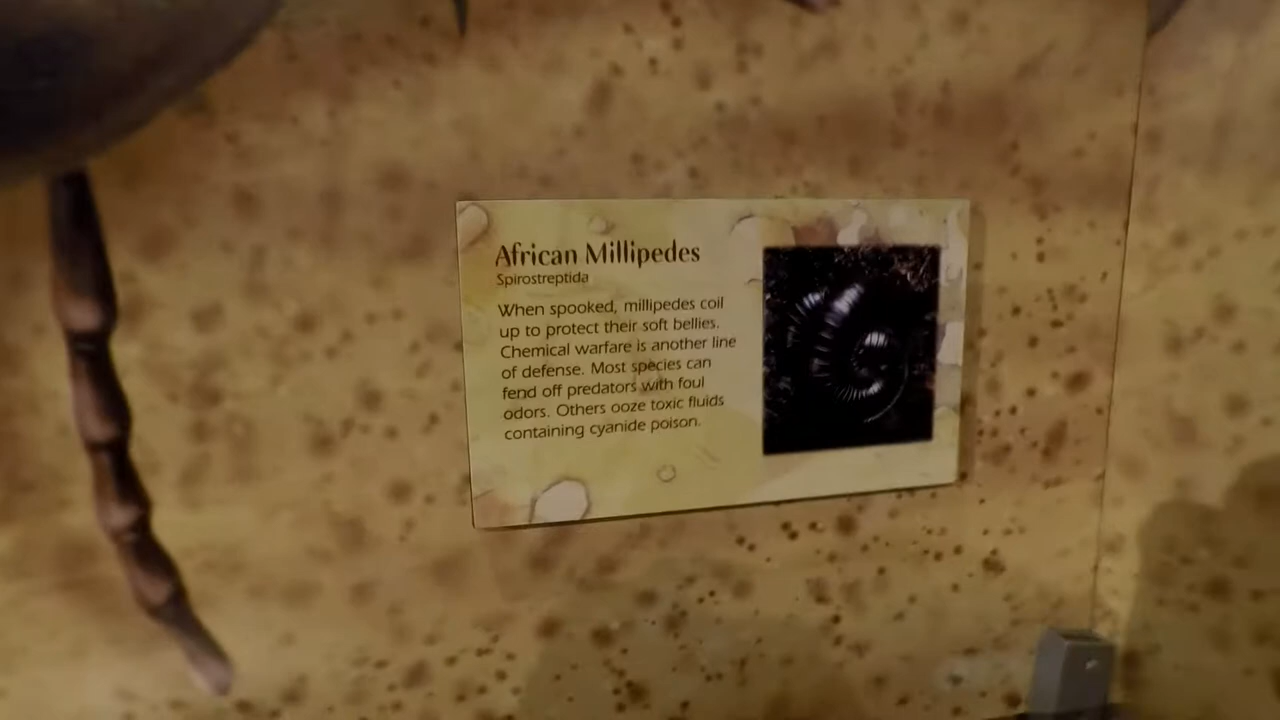 African Millipedes
Spirostreptida
When spooked, millipedes coil
up to protect their soft bellies.
Chemical warfare is another line
of defense. Most species can
fend off predators with foul
odors. Others ooze toxic fluids
containing cyanide poison.